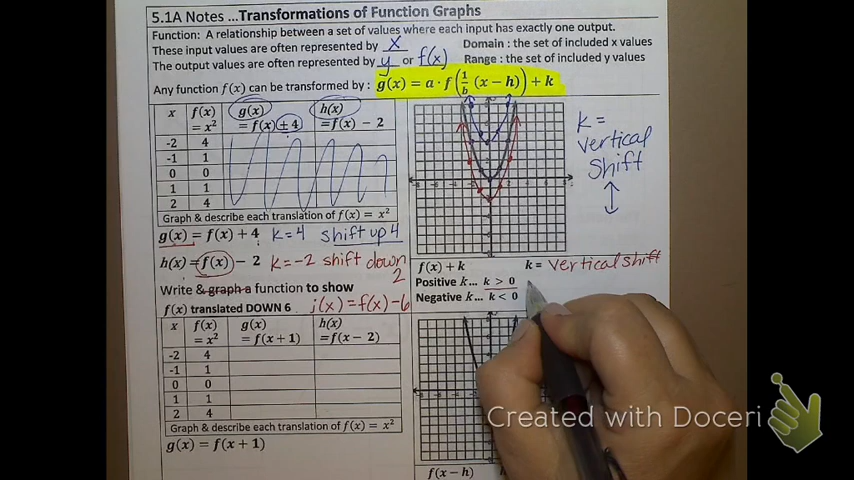 5.1A Notes ...Transformations of Function Graphs
Function: A relationship between a set of values where each input has exactly one output.
These input values are often represented by x
Domain : the set of included x values
The output values are often represented by y or f(x)
Range : the set of included y values
Any function f(x) can be transformed by : g(x) = a · f(1/b (x − h)) + k
x f(x) = x² g(x) = f(x) + 4 h(x) = f(x) − 2
-2 4
-1 1
0 0
1 1
2 4
Graph & describe each translation of f(x) = x²
g(x) = f(x) + 4 k=4 shift up 4
h(x) = f(x) − 2 k=-2 shift down 2
Write & graph a function to show
f(x) translated DOWN 6 j(x)=f(x)-6
k = vertical shift
f(x) + k k = vertical shift
Positive k... k > 0
Negative k... k < 0
x f(x) = x² g(x) = f(x + 1) h(x) = f(x − 2)
-2 4
-1 1
0 0
1 1
2 4
Graph & describe each translation of f(x) = x²
g(x) = f(x + 1)
f(x − h)
Created with Doceri